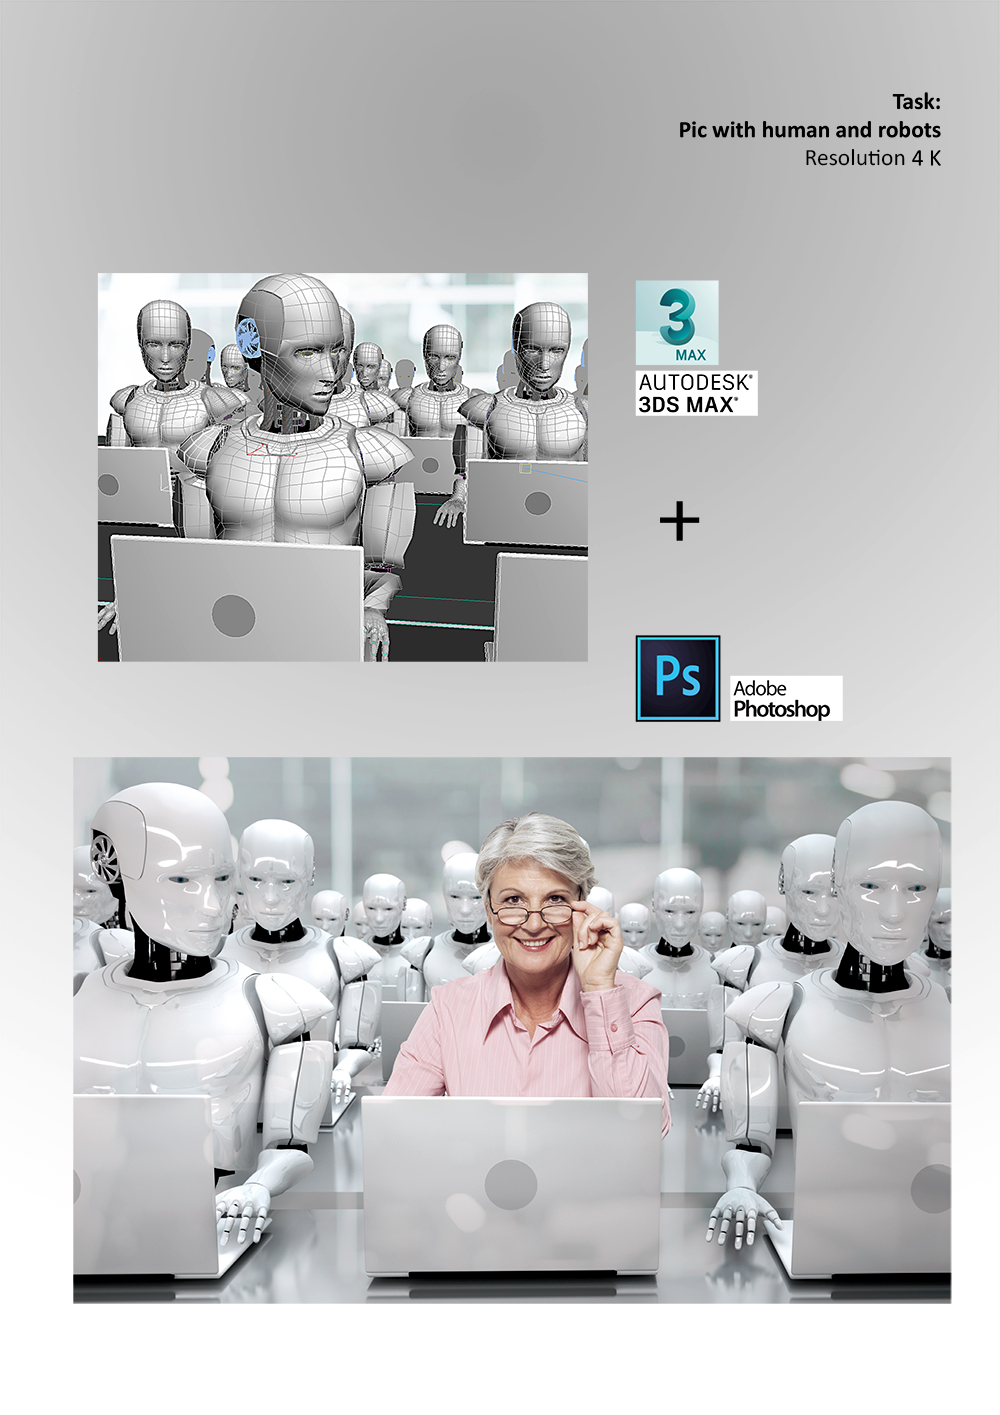 Task:
Pic with human and robots
Resolution 4 K
3
MAX
AUTODESK®
3DS MAX®
+
Ps
Adobe
Photoshop